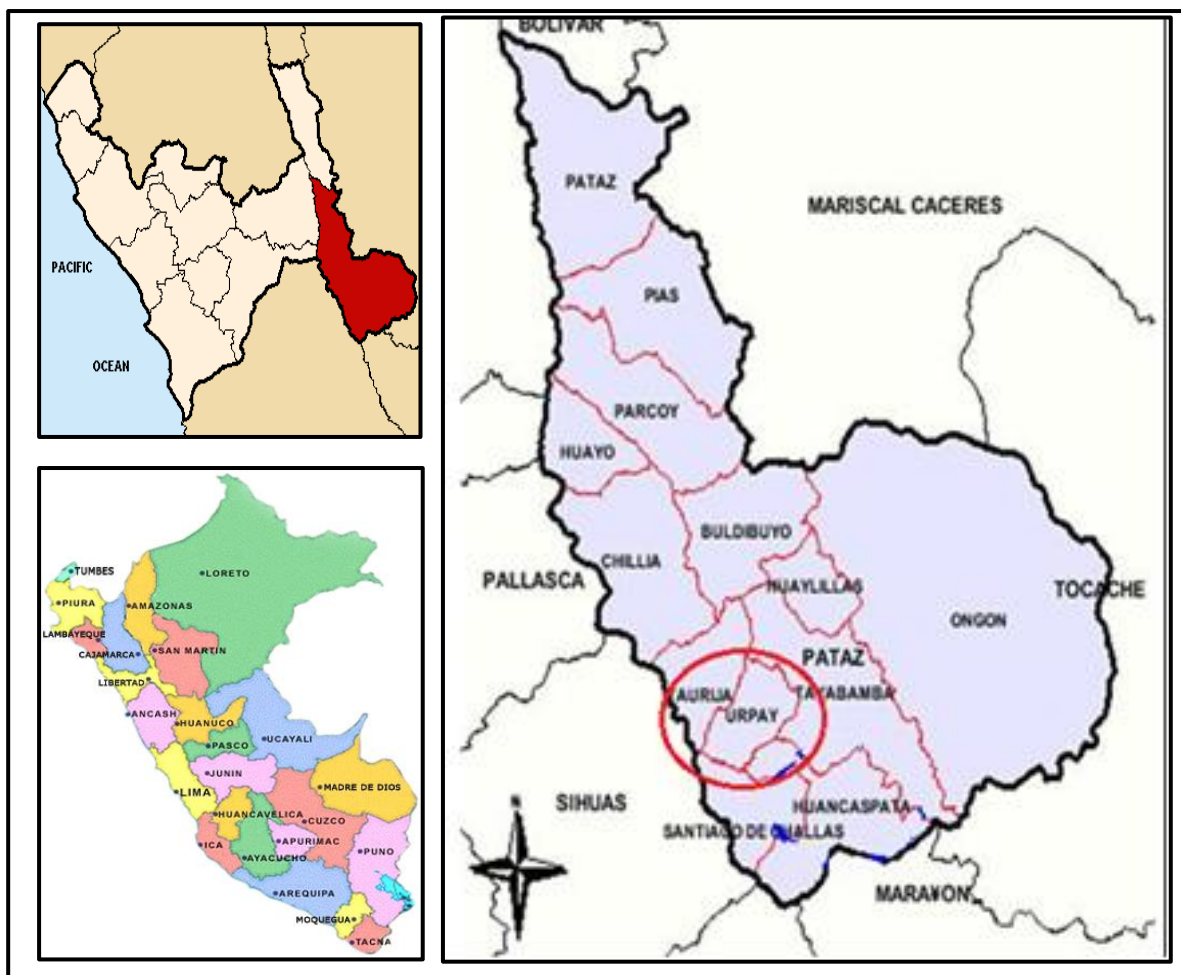 PACIFIC
OCEAN
TUMBES
LORETO
PIURA
AMAZONAS
LAMBAYEQUE
SAN MARTIN
CAJAMARCA
LIBERTAD
ANCASH
HUANUCO
UCAYALI
PASCO
JUNIN
LIMA
MADRE DE DIOS
HUANCAVELICA
CUZCO
ICA
APURIMAC
PUNO
AYACUCHO
AREQUIPA
MOQUEGUA
TACNA
BOLIVAR
PATAZ
MARISCAL CACERES
PIAS
PARCOY
HUAYO
BULDIBUYO
CHILLIA
PALLASCA
HUAYLILLAS
TOCACHE
ONGON
PATAZ
TAYABAMBA
AURIJA
URPAY
SIHUAS
HUANCASPATA
SANTIAGO DE CHALLAS
N
MARA¥ON